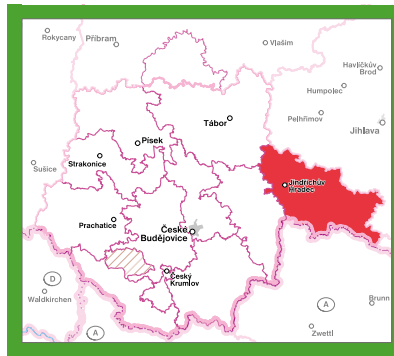 Rokycany
Příbram
Vlašim
Havlíčkův
Brod
Humpolec
Tábor
Pelhřimov
Jihlava
Písek
Strakonice
Sušice
Jindřichův
Hradec
Prachatice
České
Budějovice
Český
Krumlov
D
Waldkirchen
A
Brunn
Zwettl
A